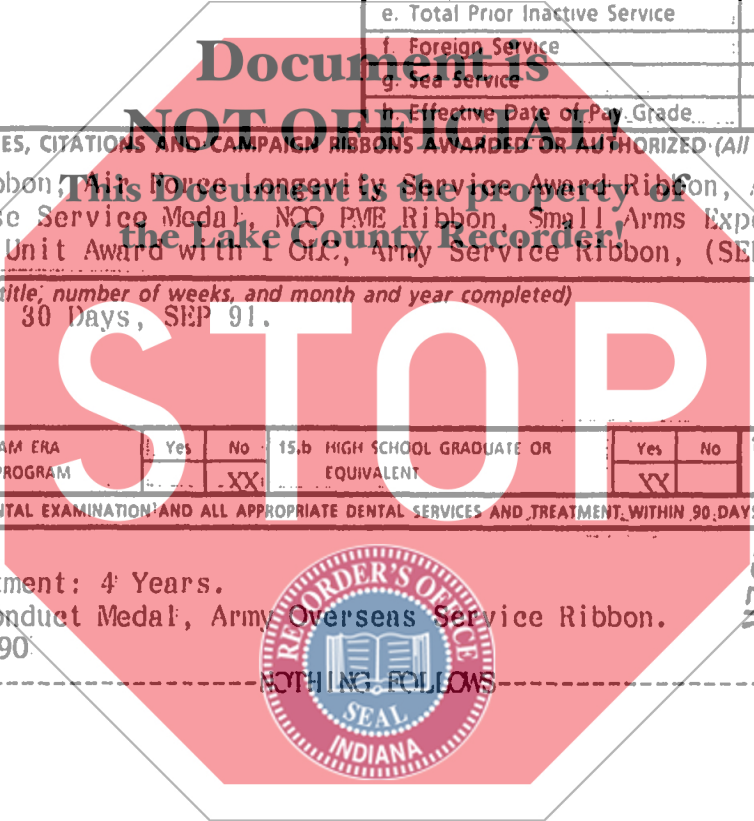 e. Total Prior Inactive Service
f. Foreign Service
g. Sea Service
h. Effective Date of Pay Grade
Document is
NOT OFFICIAL!
This Document is the property of
the Lake County Recorder!
ES, CITATIONS AND CAMPAIGN RIBBONS AWARDED OR AUTHORIZED (All
bbon, Air Force Longevity Service Award Ribbon,
se Service Medal, NCO PME Ribbon, Small Arms Exp
Unit Award with 1 OLC, Army Service Ribbon, (SE
title, number of weeks, and month and year completed)
30 Days, SEP 91.
STOP
AM ERA Yes No 15.b HIGH SCHOOL GRADUATE OR Yes No
PROGRAM XX EQUIVALENT XX
NTAL EXAMINATION AND ALL APPROPRIATE DENTAL SERVICES AND TREATMENT WITHIN 90 DAYS
tment: 4 Years.
onduct Medal, Army Overseas Service Ribbon.
90
NOTHING FOLLOWS
RECORDER'S OFFICE
SEAL
INDIANA